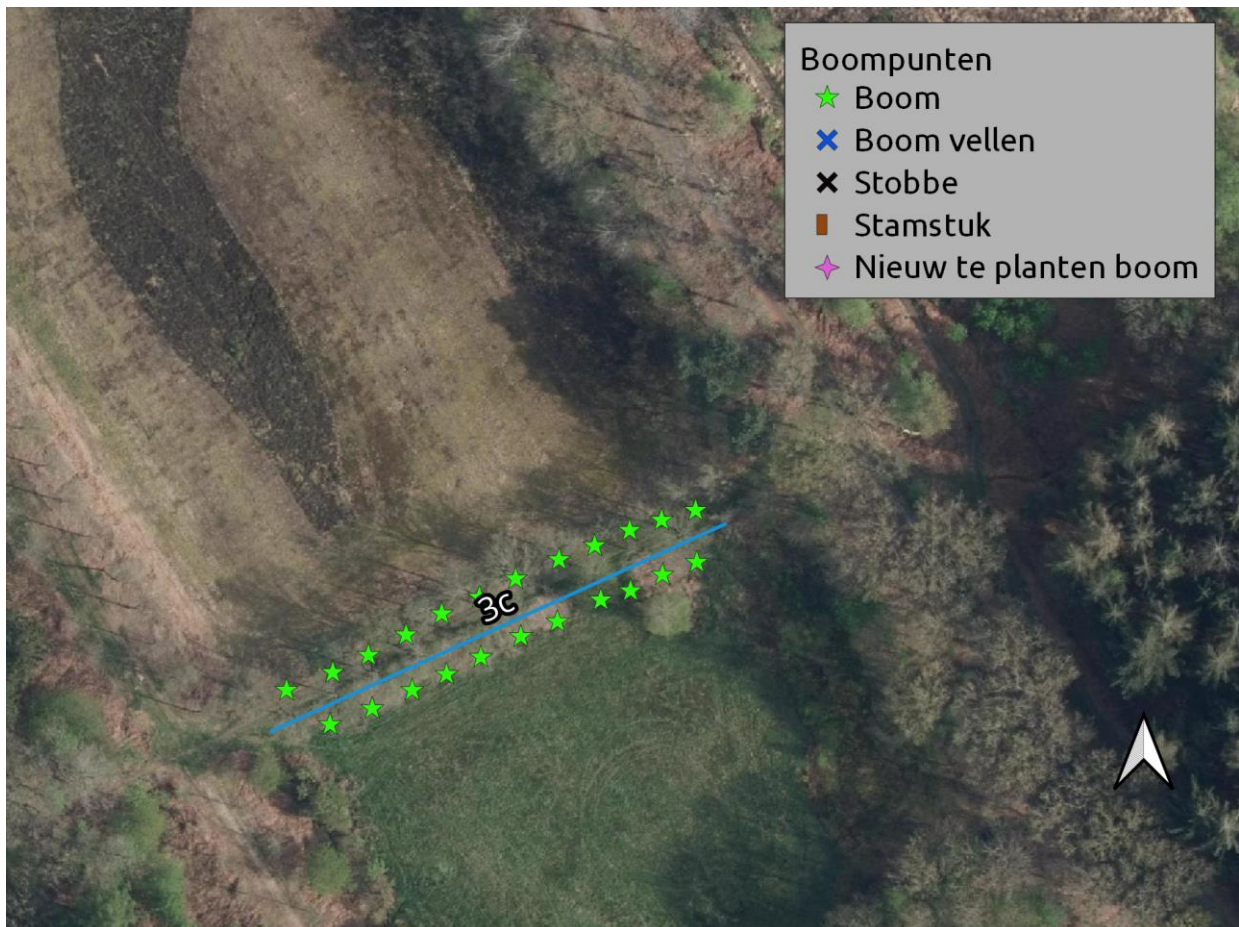 Boompunten
Boom
Boom vellen
Stobbe
Stamstuk
Nieuw te planten boom
3c